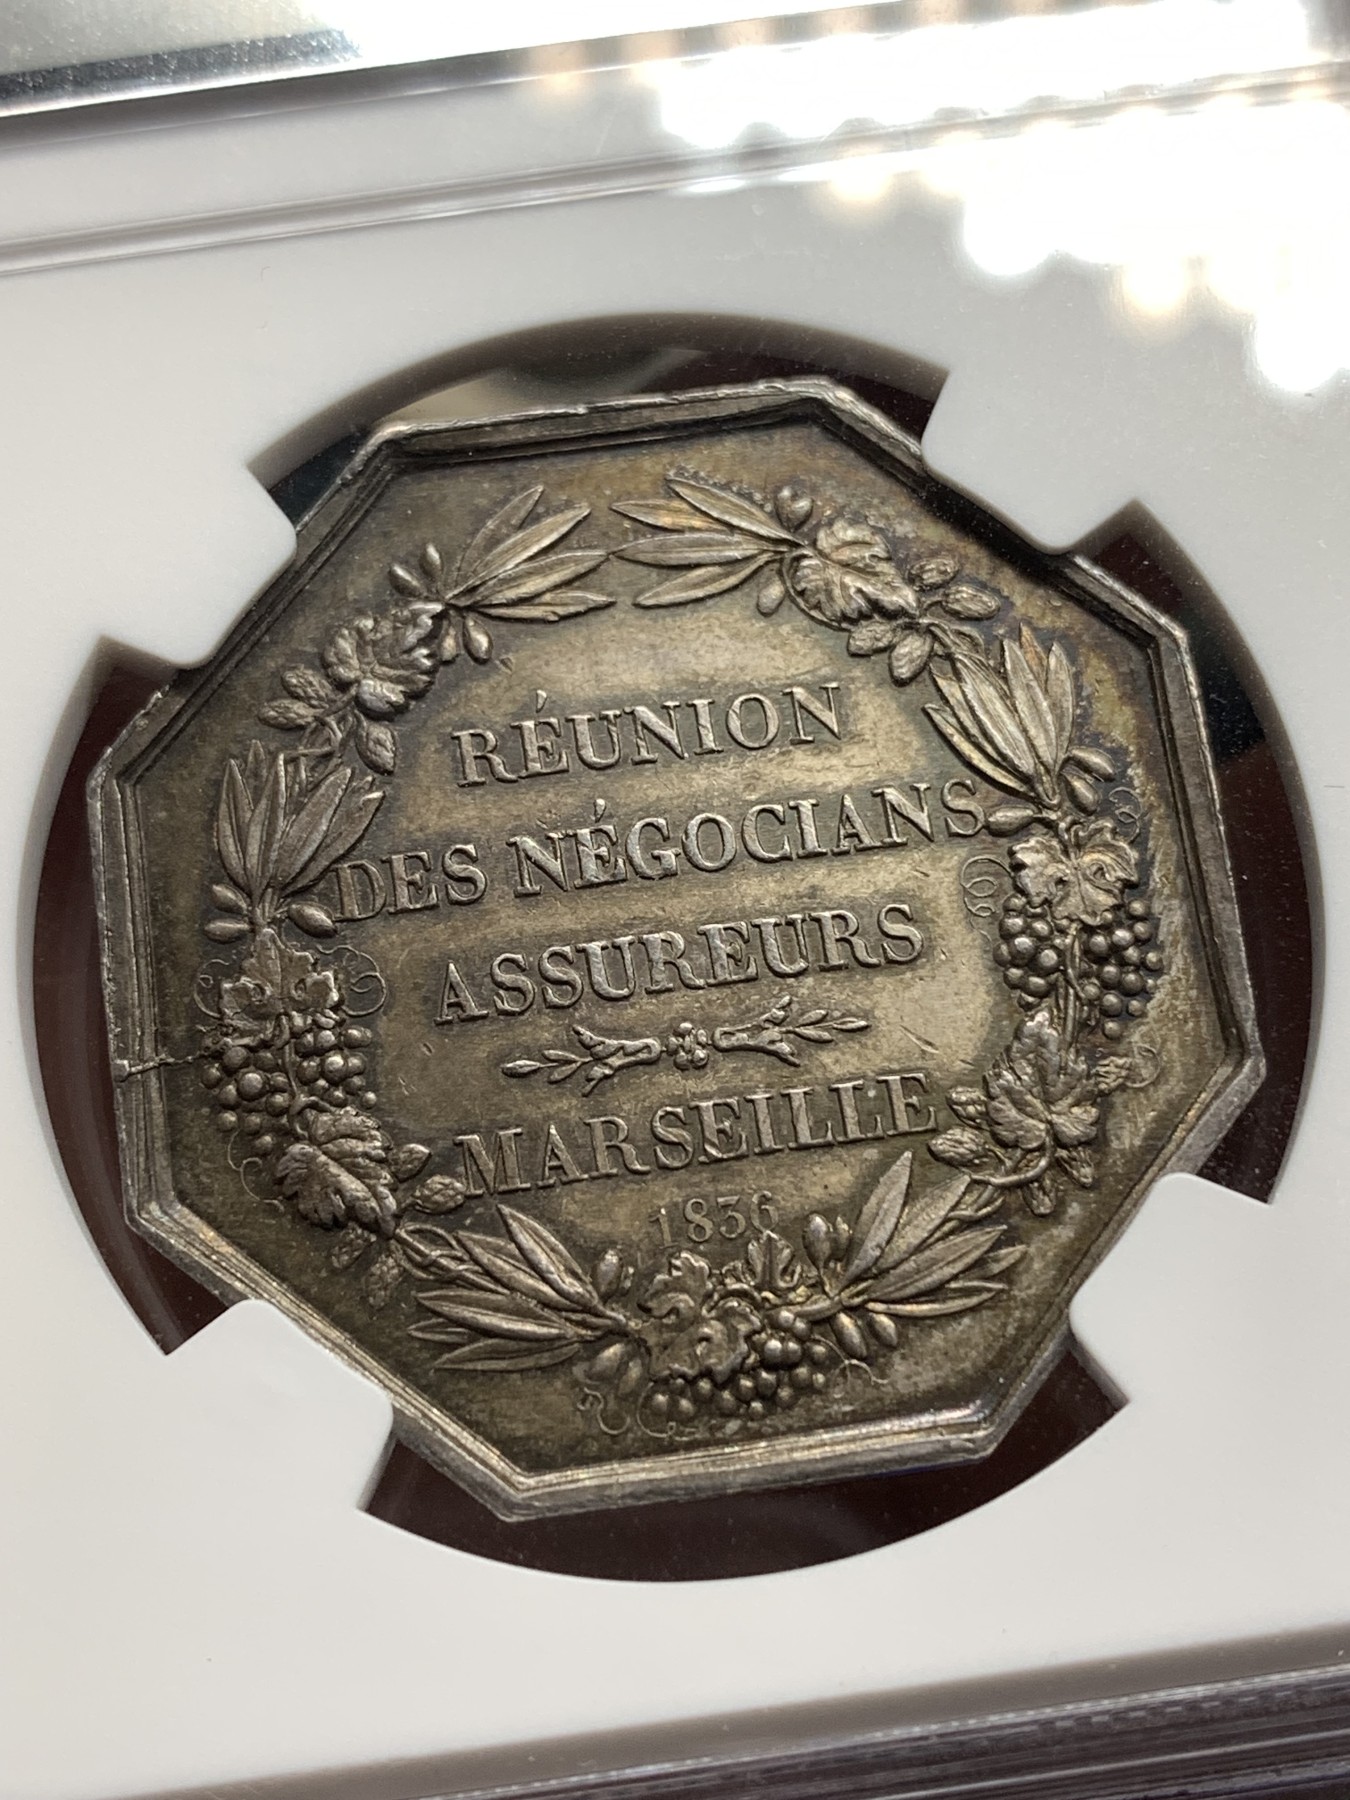 RÉUNION
DES NÉGOCIANS
ASSUREURS
MARSEILLE
1836